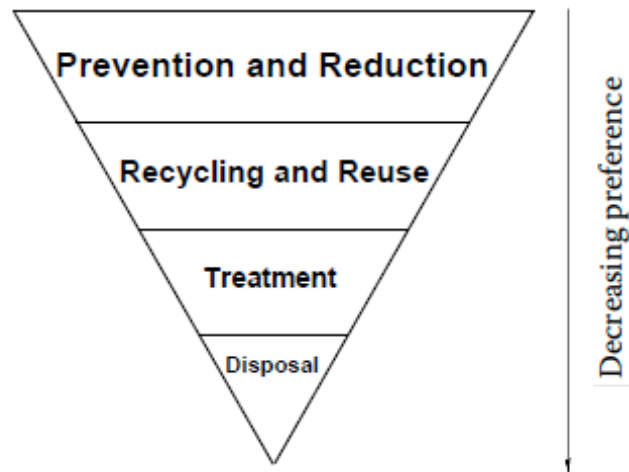 Prevention and Reduction
Recycling and Reuse
Treatment
Disposal
Decreasing preference